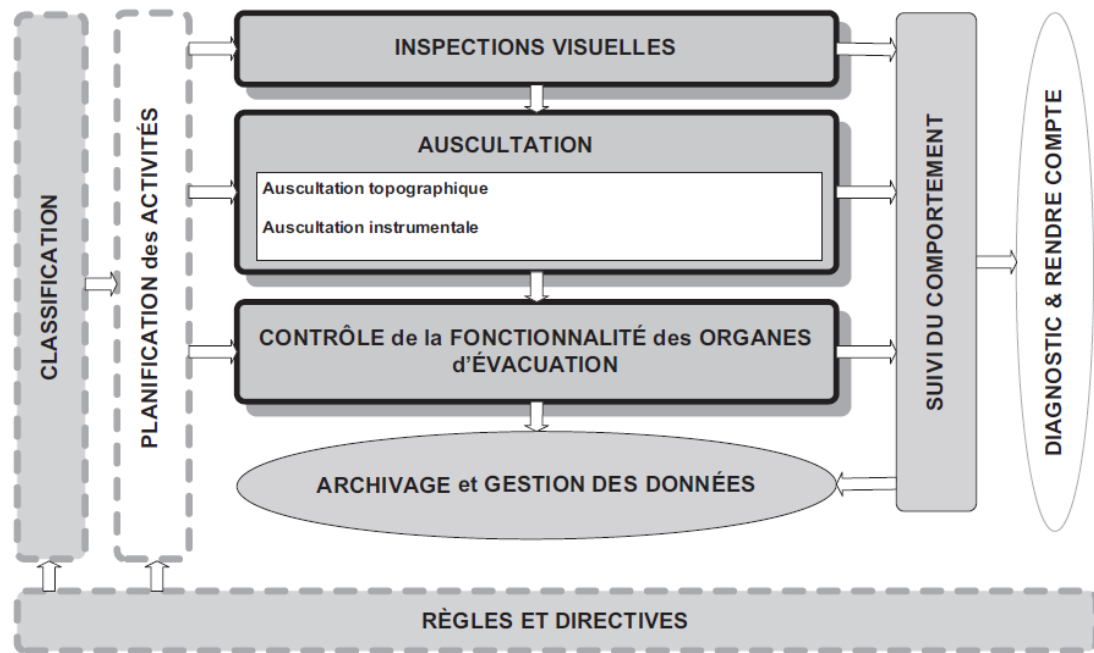 CLASSIFICATION
PLANIFICATION des ACTIVITÉS
INSPECTIONS VISUELLES
AUSCULTATION
Auscultation topographique
Auscultation instrumentale
CONTRÔLE de la FONCTIONNALITÉ des ORGANES
d'ÉVACUATION
ARCHIVAGE et GESTION DES DONNÉES
SUIVI DU COMPORTEMENT
DIAGNOSTIC & RENDRE COMPTE
RÈGLES ET DIRECTIVES